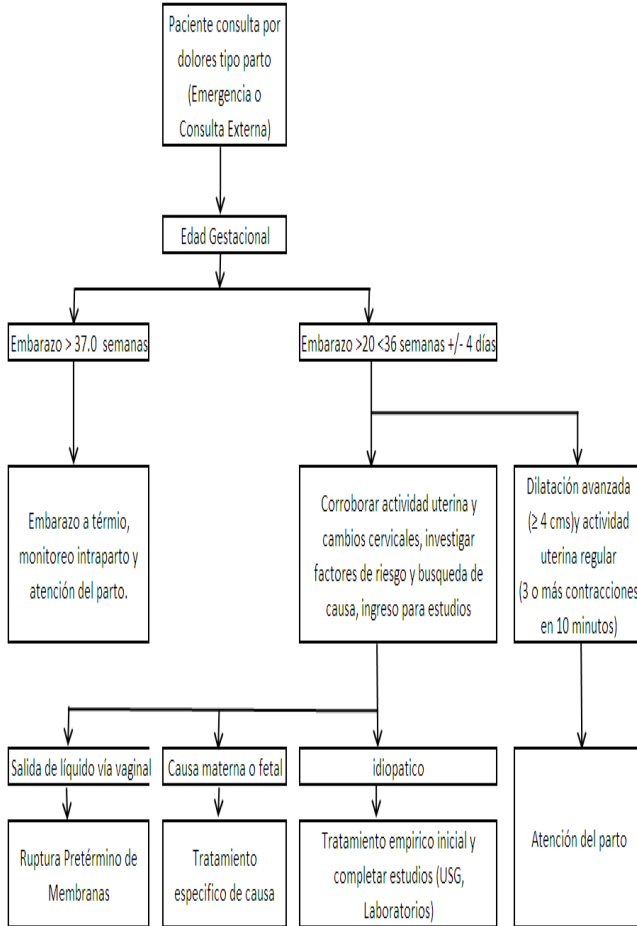 Paciente consulta por
dolores tipo parto
(Emergencia o
Consulta Externa)
Edad Gestacional
Embarazo > 37.0 semanas
Embarazo >20 <36 semanas +/- 4 días
Embarazo a térmio,
monitoreo intraparto y
atención del parto.
Corroborar actividad uterina y
cambios cervicales, investigar
factores de riesgo y busqueda de
causa, ingreso para estudios
Dilatación avanzada
(≥ 4 cms)y actividad
uterina regular
(3 o más contracciones
en 10 minutos)
Salida de líquido vía vaginal
Causa materna o fetal
idiopatico
Ruptura Pretérmino de
Membranas
Tratamiento
especifico de causa
Tratamiento empirico inicial y
completar estudios (USG,
Laboratorios)
Atención del parto